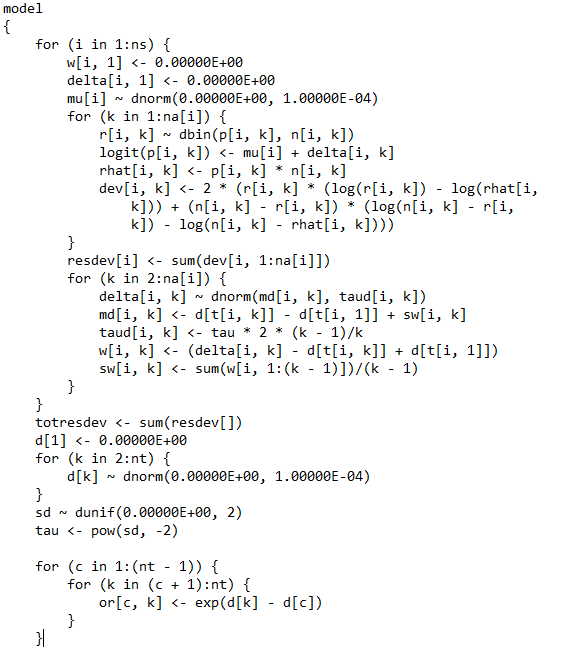 model
{
    for (i in 1:ns) {
        w[i, 1] <- 0.00000E+00
        delta[i, 1] <- 0.00000E+00
        mu[i] ~ dnorm(0.00000E+00, 1.00000E-04)
        for (k in 1:na[i]) {
            r[i, k] ~ dbin(p[i, k], n[i, k])
            logit(p[i, k]) <- mu[i] + delta[i, k]
            rhat[i, k] <- p[i, k] * n[i, k]
            dev[i, k] <- 2 * (r[i, k] * (log(r[i, k]) - log(rhat[i,
                k])) + (n[i, k] - r[i, k]) * (log(n[i, k] - r[i,
                k]) - log(n[i, k] - rhat[i, k])))
        }
        resdev[i] <- sum(dev[i, 1:na[i]])
        for (k in 2:na[i]) {
            delta[i, k] ~ dnorm(md[i, k], taud[i, k])
            md[i, k] <- d[t[i, k]] - d[t[i, 1]] + sw[i, k]
            taud[i, k] <- tau * 2 * (k - 1)/k
            w[i, k] <- (delta[i, k] - d[t[i, k]] + d[t[i, 1]])
            sw[i, k] <- sum(w[i, 1:(k - 1)])/(k - 1)
        }
    }
    totresdev <- sum(resdev[])
    d[1] <- 0.00000E+00
    for (k in 2:nt) {
        d[k] ~ dnorm(0.00000E+00, 1.00000E-04)
    }
    sd ~ dunif(0.00000E+00, 2)
    tau <- pow(sd, -2)

    for (c in 1:(nt - 1)) {
        for (k in (c + 1):nt) {
            or[c, k] <- exp(d[k] - d[c])
        }
    }